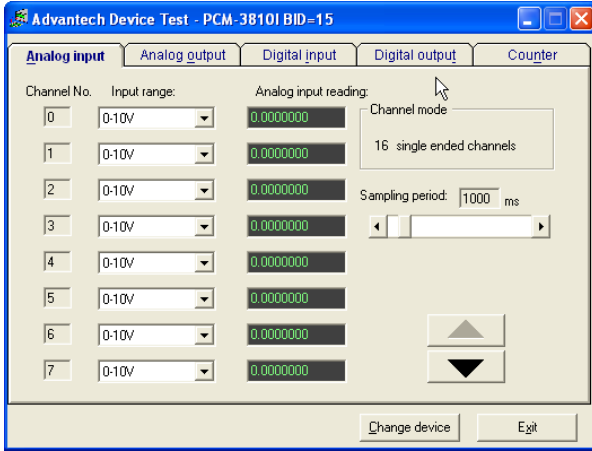 Advantech Device Test - PCM-3810I BID=15
Analog input Analog output Digital input Digital output Counter
Channel No. Input range: Analog input reading:
Channel mode
0 0-10V 0.0000000
16 single ended channels
1 0-10V 0.0000000
2 0-10V 0.0000000
Sampling period: 1000 ms
3 0-10V 0.0000000
4 0-10V 0.0000000
5 0-10V 0.0000000
6 0-10V 0.0000000
7 0-10V 0.0000000
Change device Exit